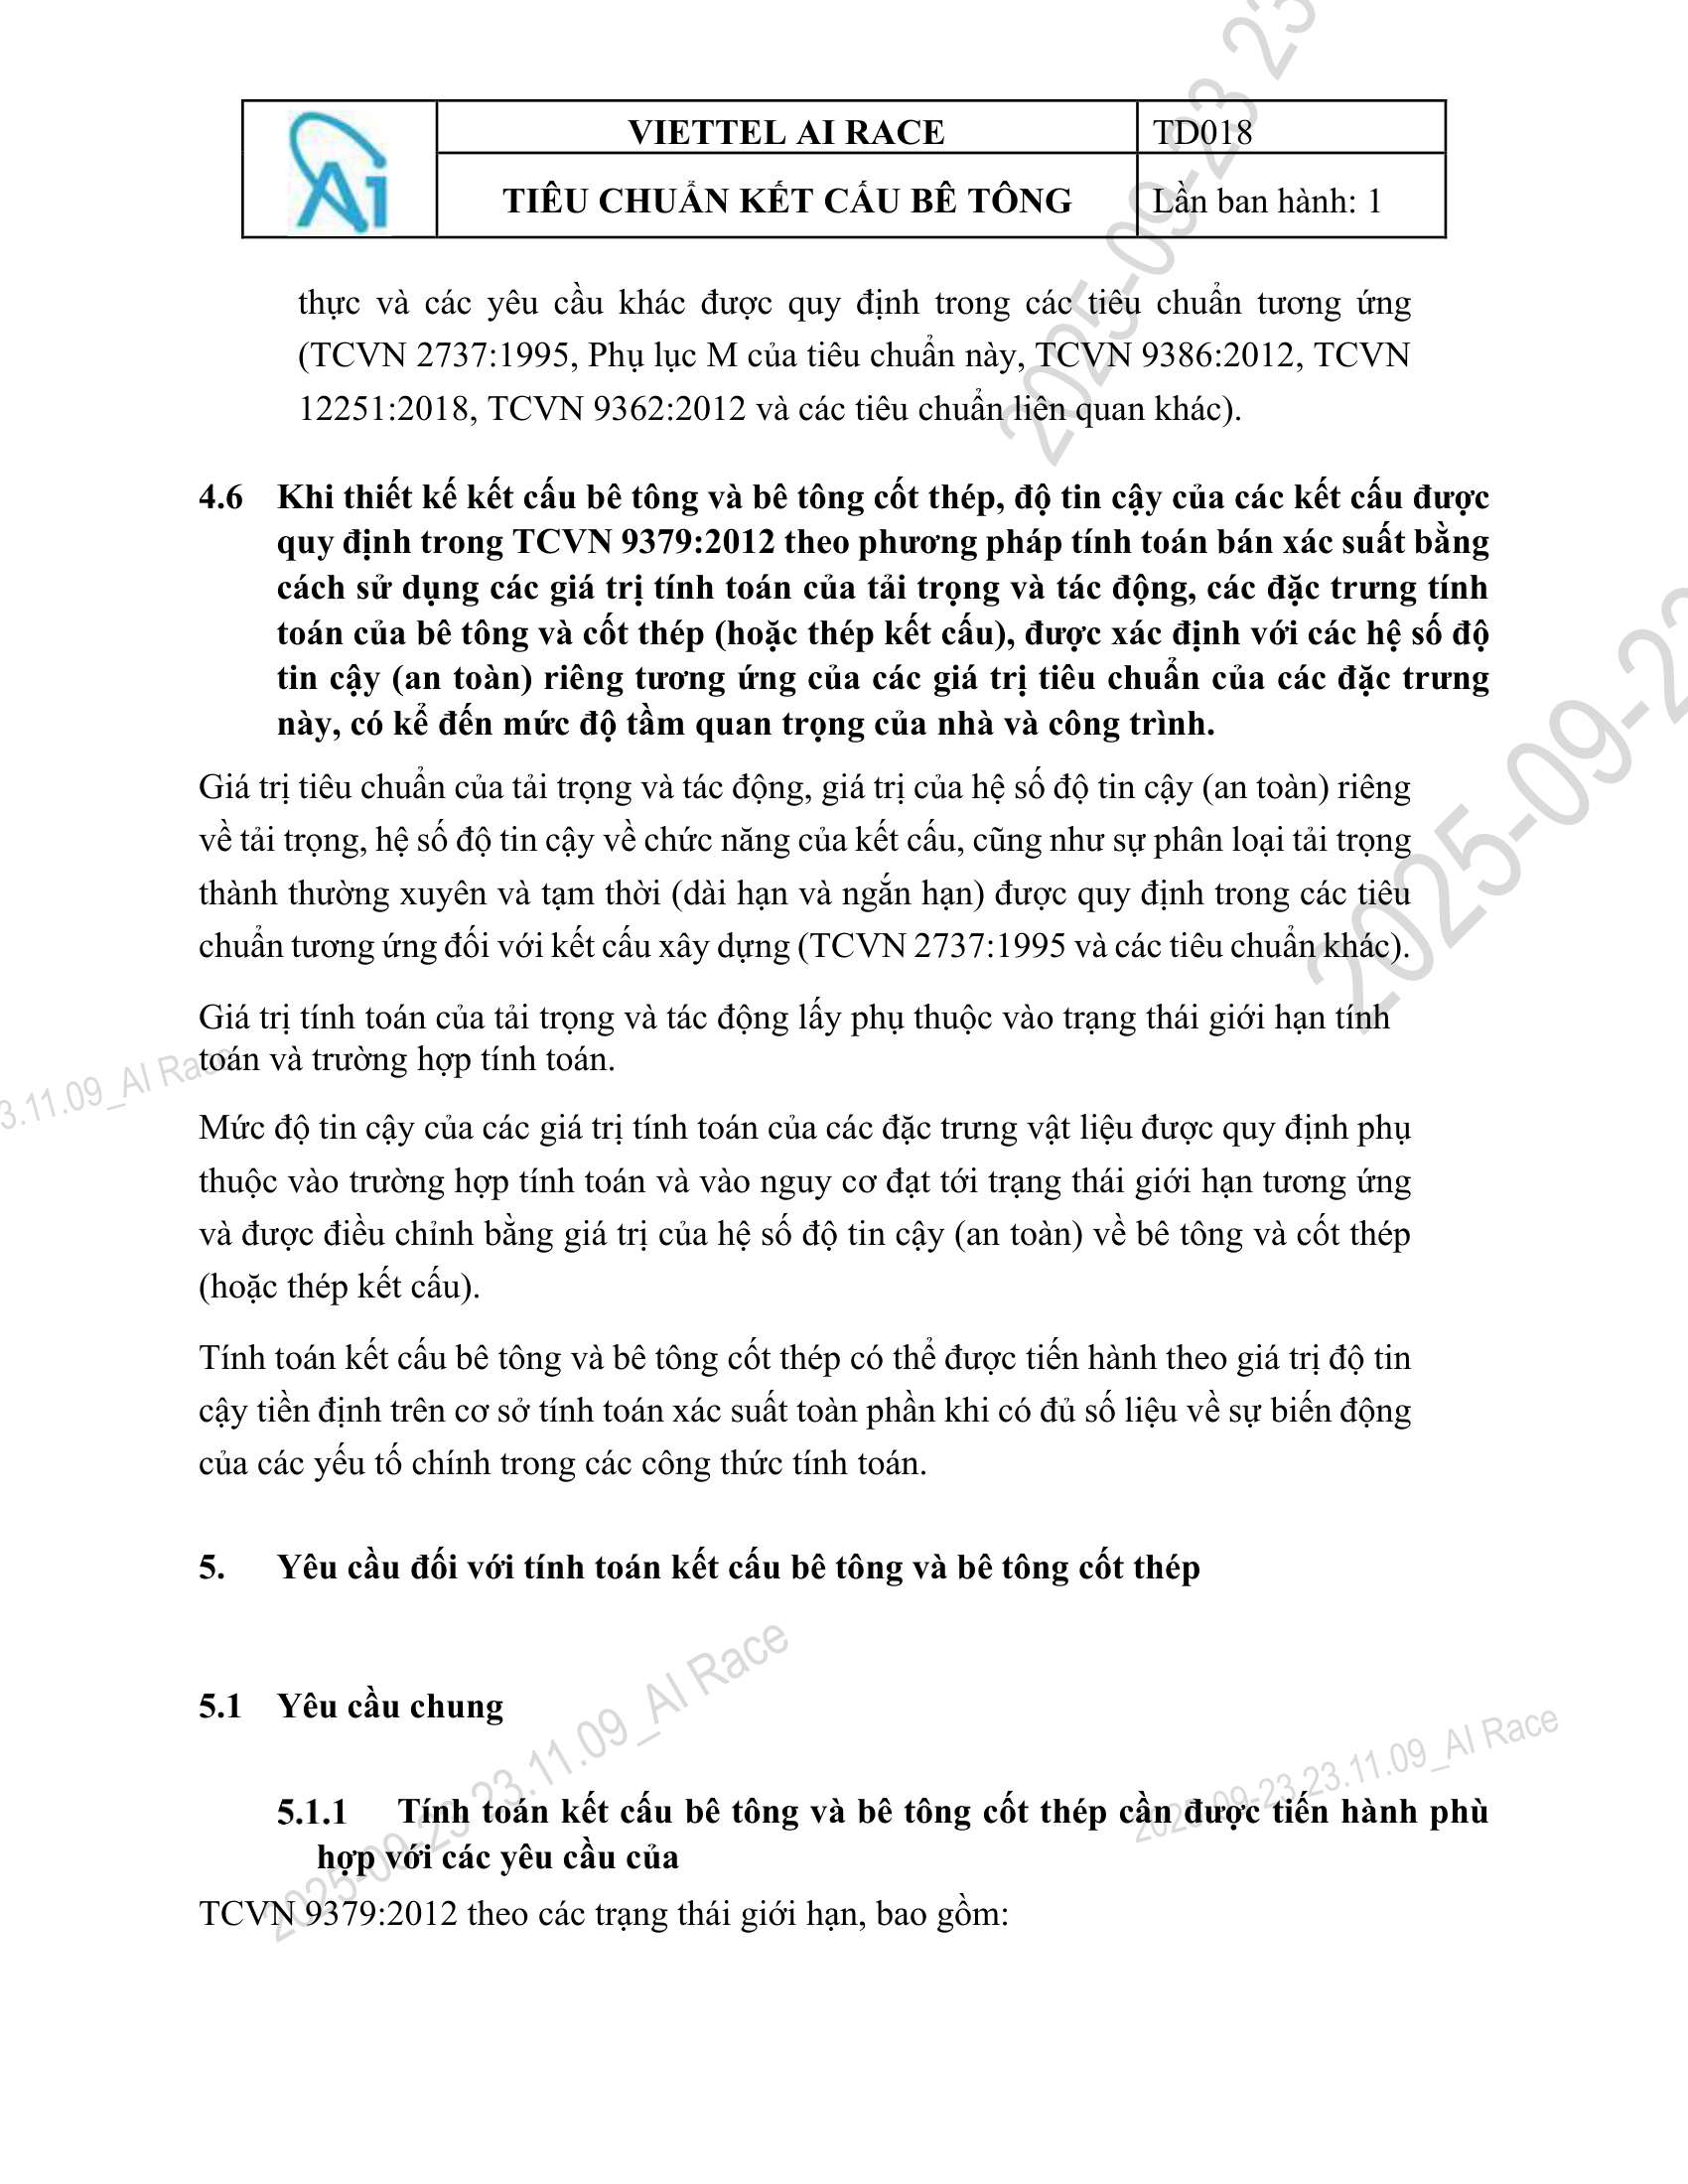 VIETTEL AI RACE
TD018
TIÊU CHUẨN KẾT CẤU BÊ TÔNG
Lần ban hành: 1
thực và các yêu cầu khác được quy định trong các tiêu chuẩn tương ứng
(TCVN 2737:1995, Phụ lục M của tiêu chuẩn này, TCVN 9386:2012, TCVN
12251:2018, TCVN 9362:2012 và các tiêu chuẩn liên quan khác).
4.6 Khi thiết kế kết cấu bê tông và bê tông cốt thép, độ tin cậy của các kết cấu được
quy định trong TCVN 9379:2012 theo phương pháp tính toán bán xác suất bằng
cách sử dụng các giá trị tính toán của tải trọng và tác động, các đặc trưng tính
toán của bê tông và cốt thép (hoặc thép kết cấu), được xác định với các hệ số độ
tin cậy (an toàn) riêng tương ứng của các giá trị tiêu chuẩn của các đặc trưng
này, có kể đến mức độ tầm quan trọng của nhà và công trình.
Giá trị tiêu chuẩn của tải trọng và tác động, giá trị của hệ số độ tin cậy (an toàn) riêng
về tải trọng, hệ số độ tin cậy về chức năng của kết cấu, cũng như sự phân loại tải trọng
thành thường xuyên và tạm thời (dài hạn và ngắn hạn) được quy định trong các tiêu
chuẩn tương ứng đối với kết cấu xây dựng (TCVN 2737:1995 và các tiêu chuẩn khác).
Giá trị tính toán của tải trọng và tác động lấy phụ thuộc vào trạng thái giới hạn tính
toán và trường hợp tính toán.
Mức độ tin cậy của các giá trị tính toán của các đặc trưng vật liệu được quy định phụ
thuộc vào trường hợp tính toán và vào nguy cơ đạt tới trạng thái giới hạn tương ứng
và được điều chỉnh bằng giá trị của hệ số độ tin cậy (an toàn) về bê tông và cốt thép
(hoặc thép kết cấu).
Tính toán kết cấu bê tông và bê tông cốt thép có thể được tiến hành theo giá trị độ tin
cậy tiền định trên cơ sở tính toán xác suất toàn phần khi có đủ số liệu về sự biến động
của các yếu tố chính trong các công thức tính toán.
5. Yêu cầu đối với tính toán kết cấu bê tông và bê tông cốt thép
5.1 Yêu cầu chung
5.1.1 Tính toán kết cấu bê tông và bê tông cốt thép cần được tiến hành phù
hợp với các yêu cầu của
TCVN 9379:2012 theo các trạng thái giới hạn, bao gồm:
2025-09-23 23
2025-09-23
3.11.09_AI Race
2025-09-23 23.11.09_AI Race
2025-09-23 23.11.09_AI Race